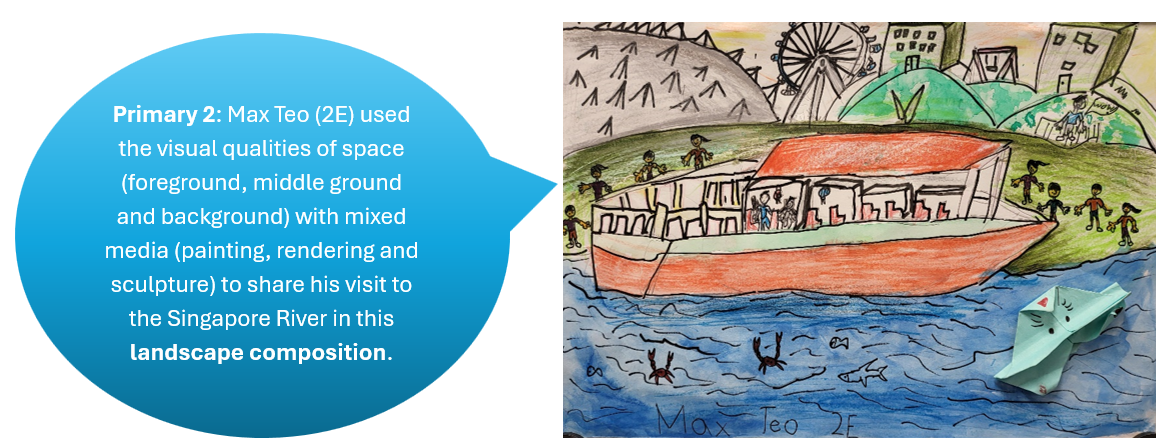 Primary 2: Max Teo (2E) used
the visual qualities of space
(foreground, middle ground
and background) with mixed
media (painting, rendering and
sculpture) to share his visit to
the Singapore River in this
landscape composition.
Max Teo 2E